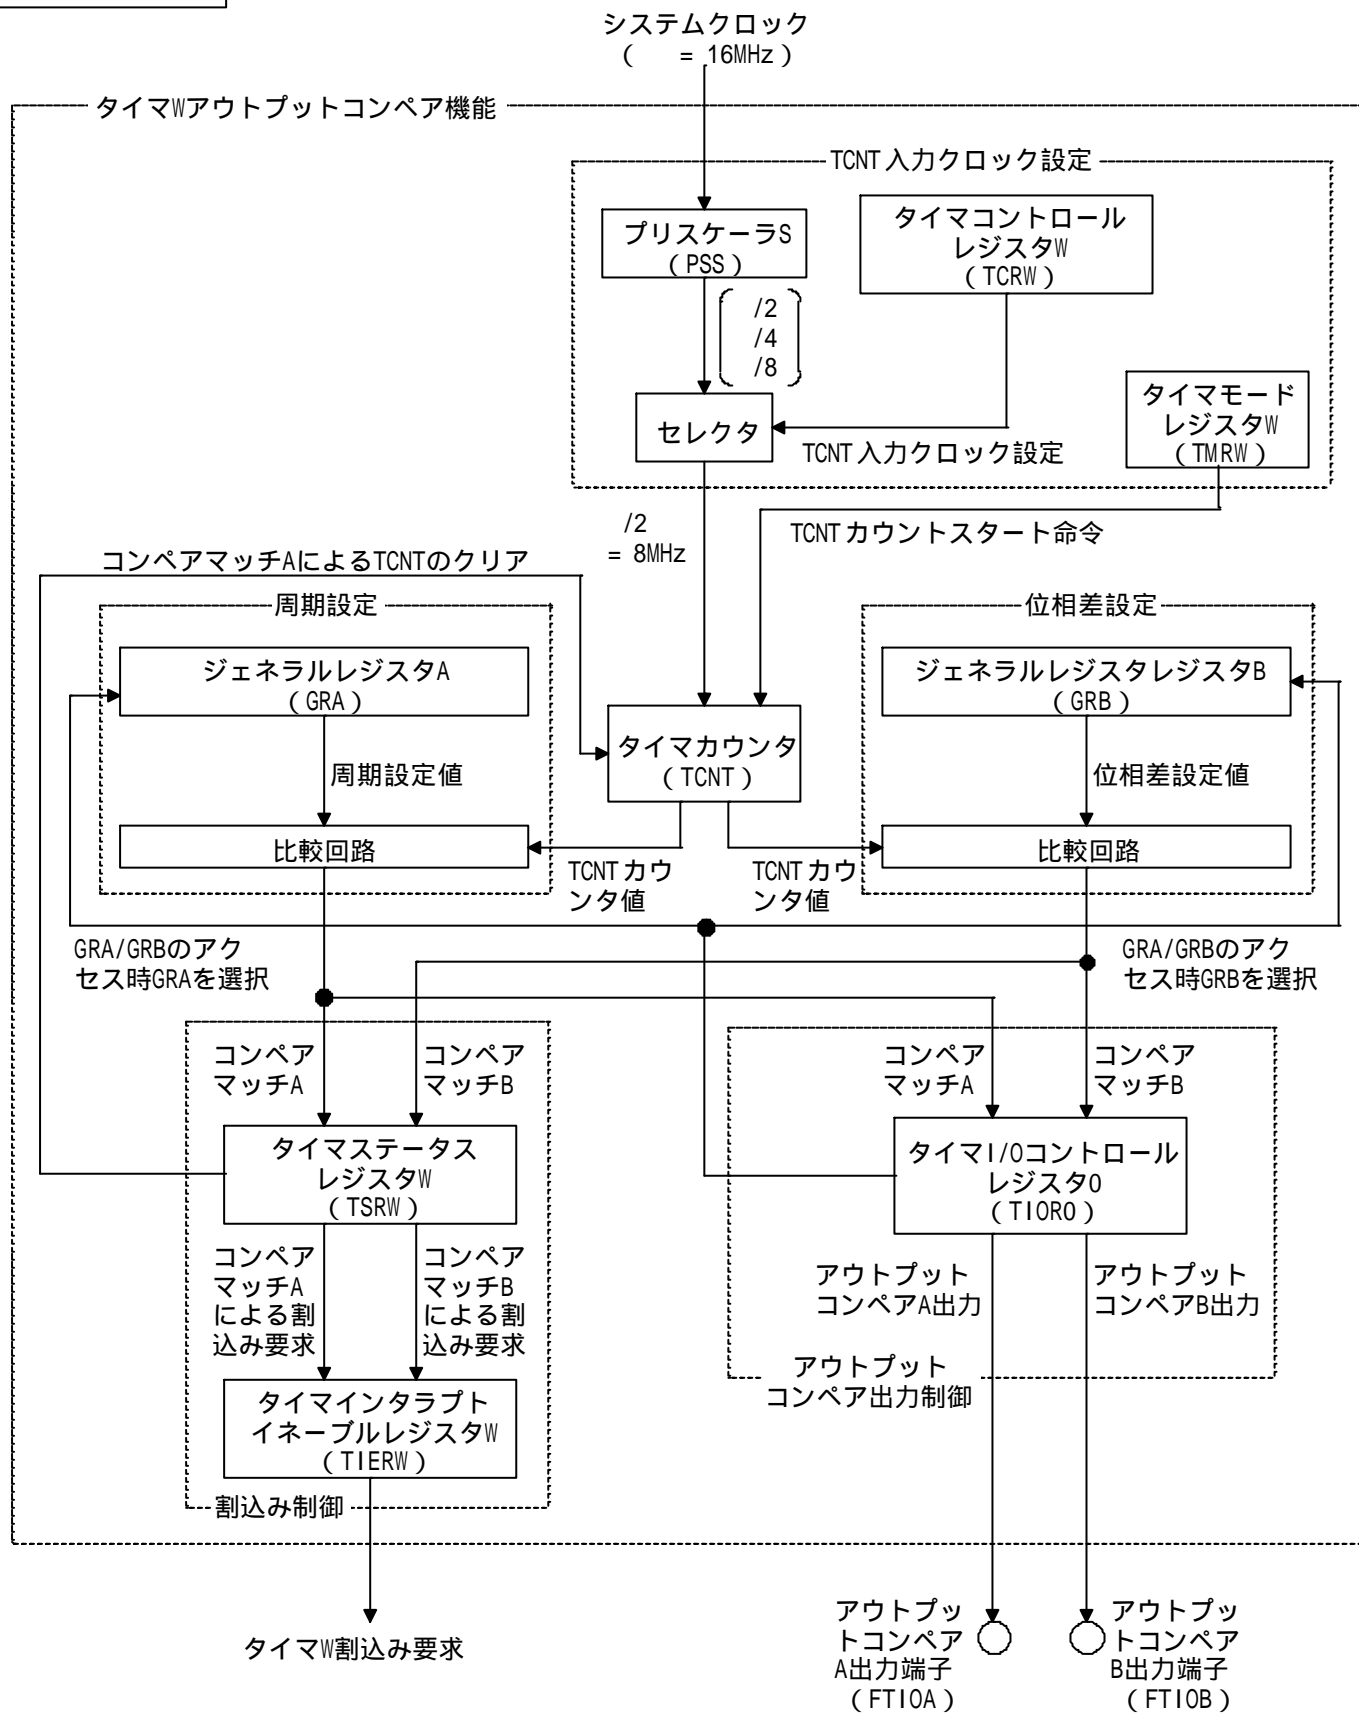 システムクロック
( = 16MHz )
タイマWアウトプットコンペア機能
TCNT入力クロック設定
プリスケーラS
(PSS)
タイマコントロール
レジスタW
(TCRW)
/2
/4
/8
タイマモード
レジスタW
(TMRW)
セレクタ
TCNT入力クロック設定
/2
= 8MHz
TCNTカウントスタート命令
コンペアマッチAによるTCNTのクリア
周期設定
位相差設定
ジェネラルレジスタA
(GRA)
ジェネラルレジスタレジスタB
(GRB)
タイマカウンタ
(TCNT)
周期設定値
位相差設定値
比較回路
比較回路
TCNTカウ
ンタ値
TCNTカウ
ンタ値
GRA/GRBのアク
セス時GRAを選択
GRA/GRBのアク
セス時GRBを選択
コンペア
マッチA
コンペア
マッチB
コンペア
マッチA
コンペア
マッチB
タイマステータス
レジスタW
(TSRW)
タイマI/Oコントロール
レジスタ0
(TIOR0)
コンペア
マッチA
による割
込み要求
コンペア
マッチB
による割
込み要求
アウトプット
コンペアA出力
アウトプット
コンペアB出力
アウトプット
コンペア出力制御
タイマインタラプト
イネーブルレジスタW
(TIERW)
割込み制御
タイマW割込み要求
アウトプッ
トコンペア
A出力端子
(FTIOA)
アウトプッ
トコンペア
B出力端子
(FTIOB)